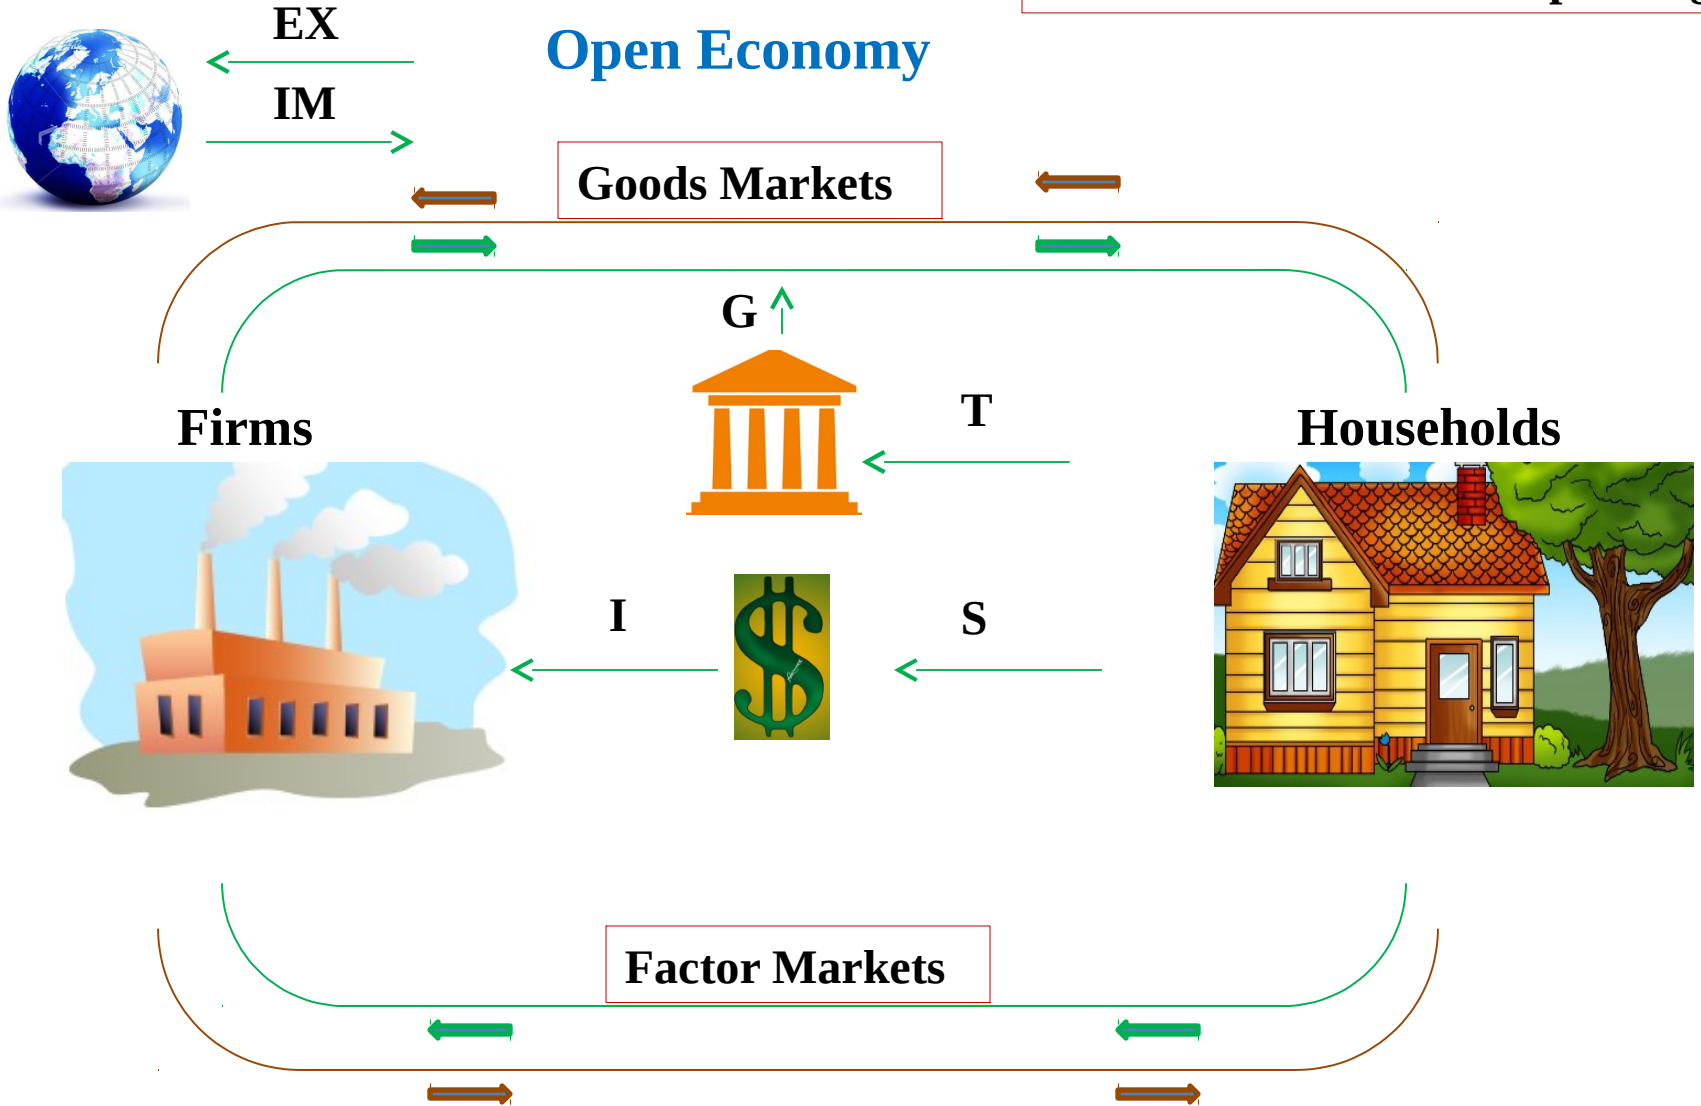 EX
Open Economy
IM
Goods Markets
G
T
Firms
Households
I
S
Factor Markets